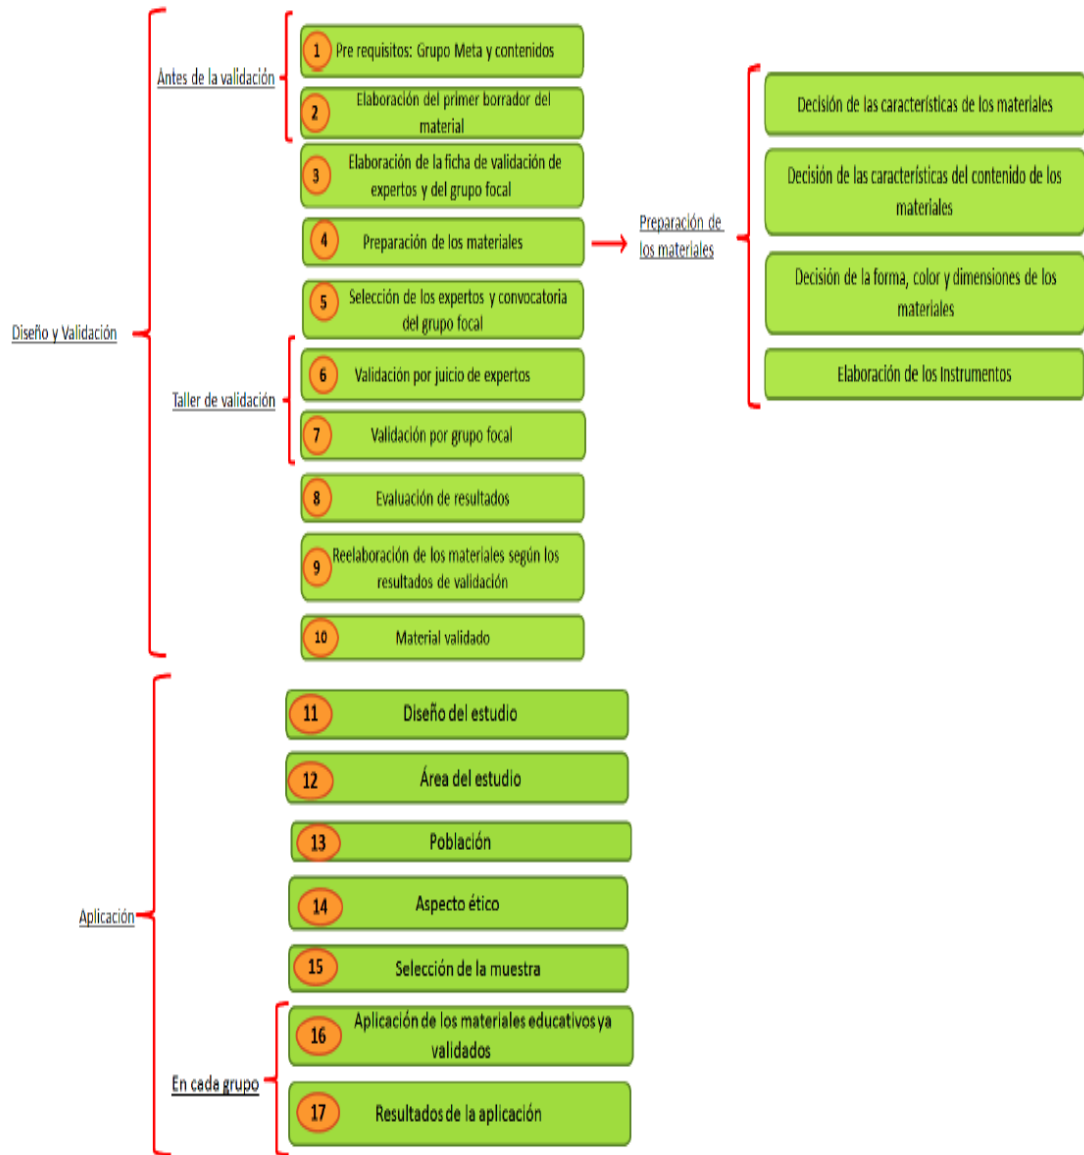 Diseño y Validación
Antes de la validación
1 Pre requisitos: Grupo Meta y contenidos
2 Elaboración del primer borrador del
material
3 Elaboración de la ficha de validación de
expertos y del grupo focal
4 Preparación de los materiales
Preparación de
los materiales
Decisión de las características de los materiales
Decisión de las características del contenido de los
materiales
Decisión de la forma, color y dimensiones de los
materiales
Elaboración de los Instrumentos
5 Selección de los expertos y convocatoria
del grupo focal
Taller de validación
6 Validación por juicio de expertos
7 Validación por grupo focal
8 Evaluación de resultados
9 Reelaboración de los materiales según los
resultados de validación
10 Material validado
Aplicación
11 Diseño del estudio
12 Área del estudio
13 Población
14 Aspecto ético
15 Selección de la muestra
En cada grupo
16 Aplicación de los materiales educativos ya
validados
17 Resultados de la aplicación